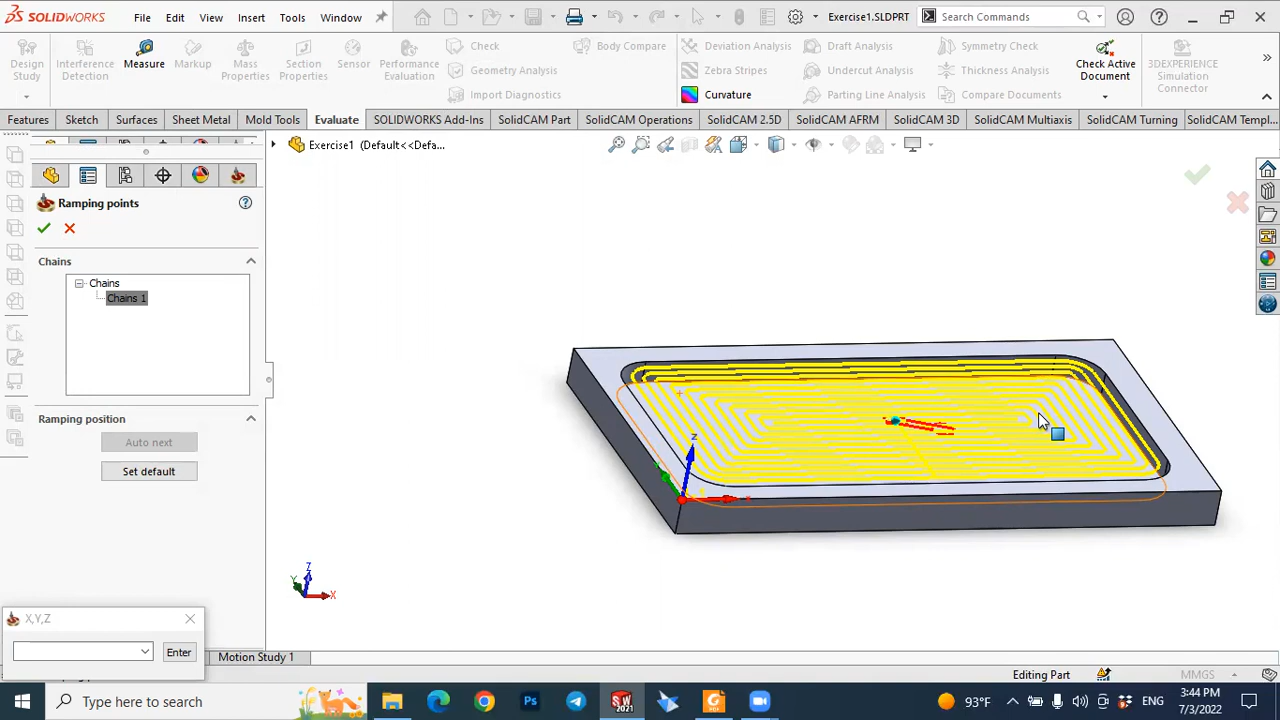 SOLIDWORKS File Edit View Insert Tools Window Exercise1.SLDPRT Search Commands
Design Study
Interference Detection
Measure
Markup
Mass Properties
Section Properties
Sensor
Performance Evaluation
Check
Geometry Analysis
Import Diagnostics
Body Compare
Deviation Analysis
Zebra Stripes
Curvature
Draft Analysis
Undercut Analysis
Parting Line Analysis
Symmetry Check
Thickness Analysis
Compare Documents
Check Active Document
3DEXPERIENCE Simulation Connector
Features Sketch Surfaces Sheet Metal Mold Tools Evaluate SOLIDWORKS Add-Ins SolidCAM Part SolidCAM Operations SolidCAM 2.5D SolidCAM AFRM SolidCAM 3D SolidCAM Multiaxis SolidCAM Turning SolidCAM Templ...
Exercise1 (Default<<Defa...
Ramping points
Chains
Chains
Chains 1
Ramping position
Auto next
Set default
Z
X
Z
Y
X
X,Y,Z
Enter
Motion Study 1
Editing Part MMGS
Type here to search
Ps
SW 2021
93°F
ENG
3:44 PM
7/3/2022